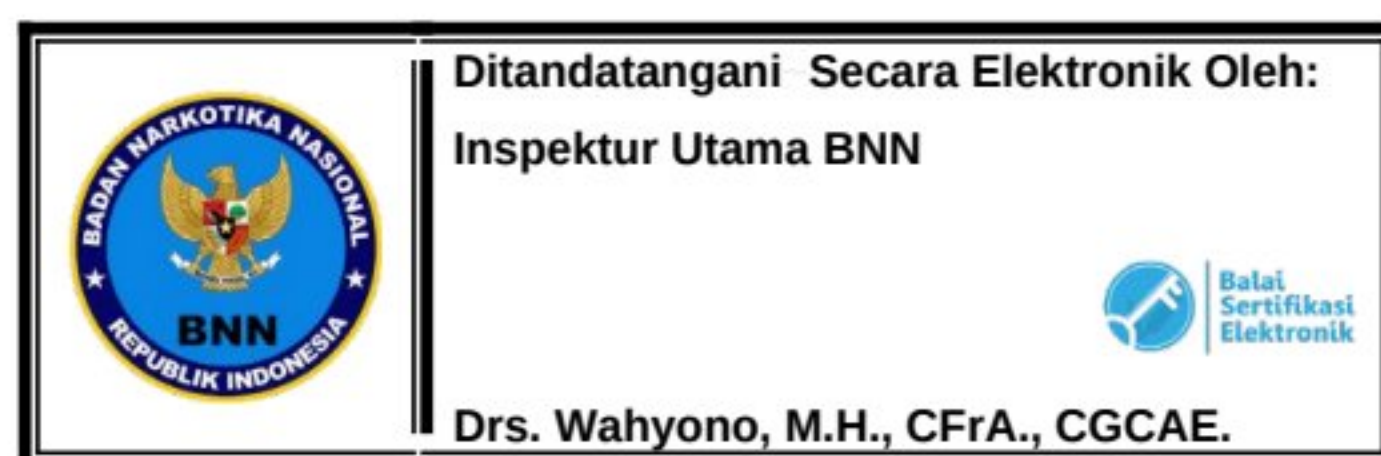 BADAN NARKOTIKA NASIONAL
BNN
REPUBLIK INDONESIA
Ditandatangani  Secara Elektronik Oleh:
Inspektur Utama BNN
Balai
Sertifikasi
Elektronik
Drs. Wahyono, M.H., CFrA., CGCAE.